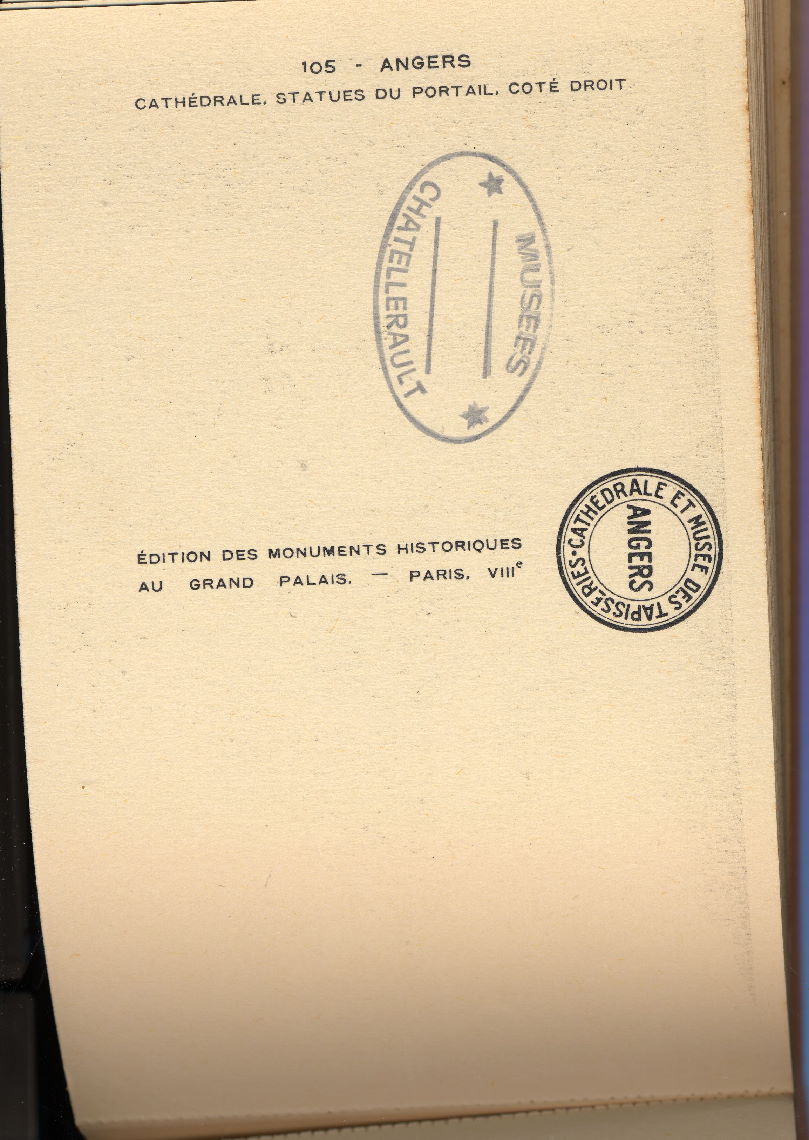 105 - ANGERS
CATHÉDRALE. STATUES DU PORTAIL. COTÉ DROIT
MUSEES
CHATELLERAULT
CATHÉDRALE ET MUSÉE DES TAPISSERIES
ANGERS
ÉDITION DES MONUMENTS HISTORIQUES
AU GRAND PALAIS. — PARIS. VIIIe